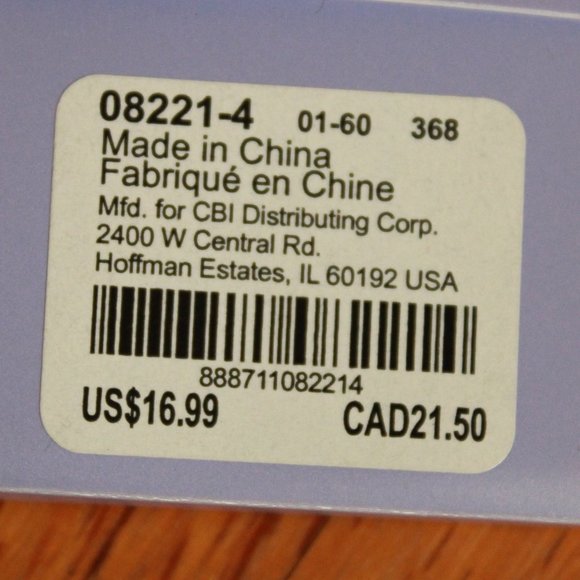 08221-4 01-60 368
Made in China
Fabriqué en Chine
Mfd. for CBI Distributing Corp.
2400 W Central Rd.
Hoffman Estates, IL 60192 USA
888711082214
US$16.99 CAD21.50